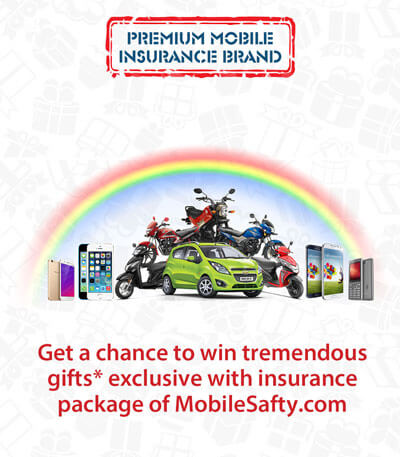 PREMIUM MOBILE
INSURANCE BRAND
Get a chance to win tremendous
gifts* exclusive with insurance
package of MobileSafty.com